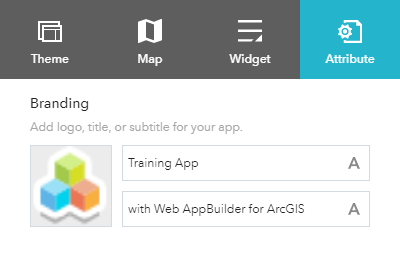 Theme Map Widget Attribute
Branding
Add logo, title, or subtitle for your app.
Training App A
with Web AppBuilder for ArcGIS A